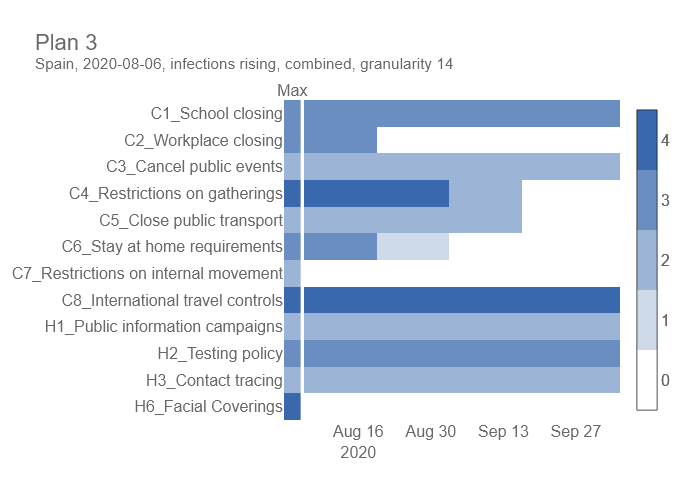 Plan 3
Spain, 2020-08-06, infections rising, combined, granularity 14
Max
C1_School closing
C2_Workplace closing
C3_Cancel public events
C4_Restrictions on gatherings
C5_Close public transport
C6_Stay at home requirements
C7_Restrictions on internal movement
C8_International travel controls
H1_Public information campaigns
H2_Testing policy
H3_Contact tracing
H6_Facial Coverings
Aug 16 Aug 30 Sep 13 Sep 27
2020
4
3
2
1
0